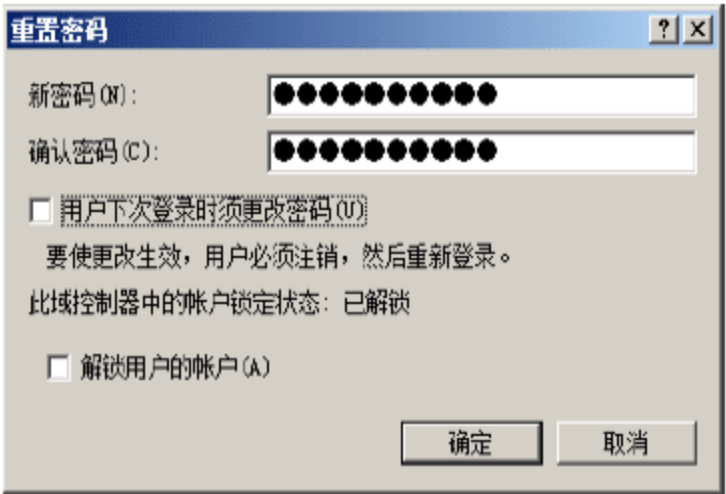 重置密码
新密码(N):
●●●●●●●●●●
确认密码(C):
●●●●●●●●●●
用户下次登录时须更改密码(U)
要使更改生效，用户必须注销，然后重新登录。
此域控制器中的帐户锁定状态: 已解锁
解锁用户的帐户(A)
确定 取消